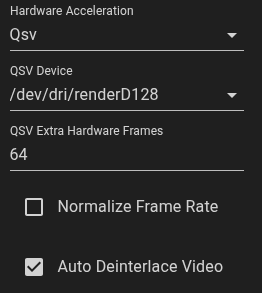 Hardware Acceleration
Qsv
QSV Device
/dev/dri/renderD128
QSV Extra Hardware Frames
64
Normalize Frame Rate
Auto Deinterlace Video